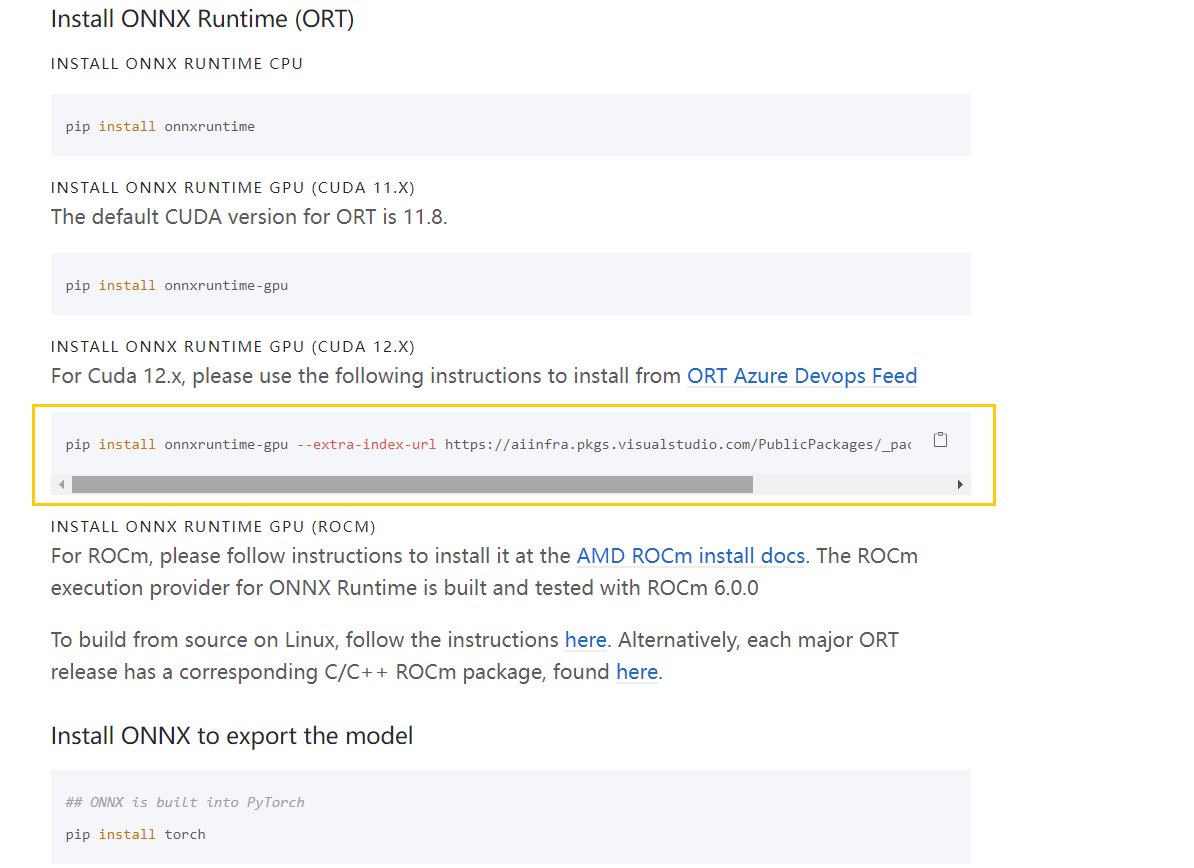 Install ONNX Runtime (ORT)
INSTALL ONNX RUNTIME CPU
pip install onnxruntime
INSTALL ONNX RUNTIME GPU (CUDA 11.X)
The default CUDA version for ORT is 11.8.
pip install onnxruntime-gpu
INSTALL ONNX RUNTIME GPU (CUDA 12.X)
For Cuda 12.x, please use the following instructions to install from ORT Azure Devops Feed
pip install onnxruntime-gpu --extra-index-url https://aiinfra.pkgs.visualstudio.com/PublicPackages/_pac
INSTALL ONNX RUNTIME GPU (ROCM)
For ROCm, please follow instructions to install it at the AMD ROCm install docs. The ROCm
execution provider for ONNX Runtime is built and tested with ROCm 6.0.0
To build from source on Linux, follow the instructions here. Alternatively, each major ORT
release has a corresponding C/C++ ROCm package, found here.
Install ONNX to export the model
## ONNX is built into PyTorch
pip install torch